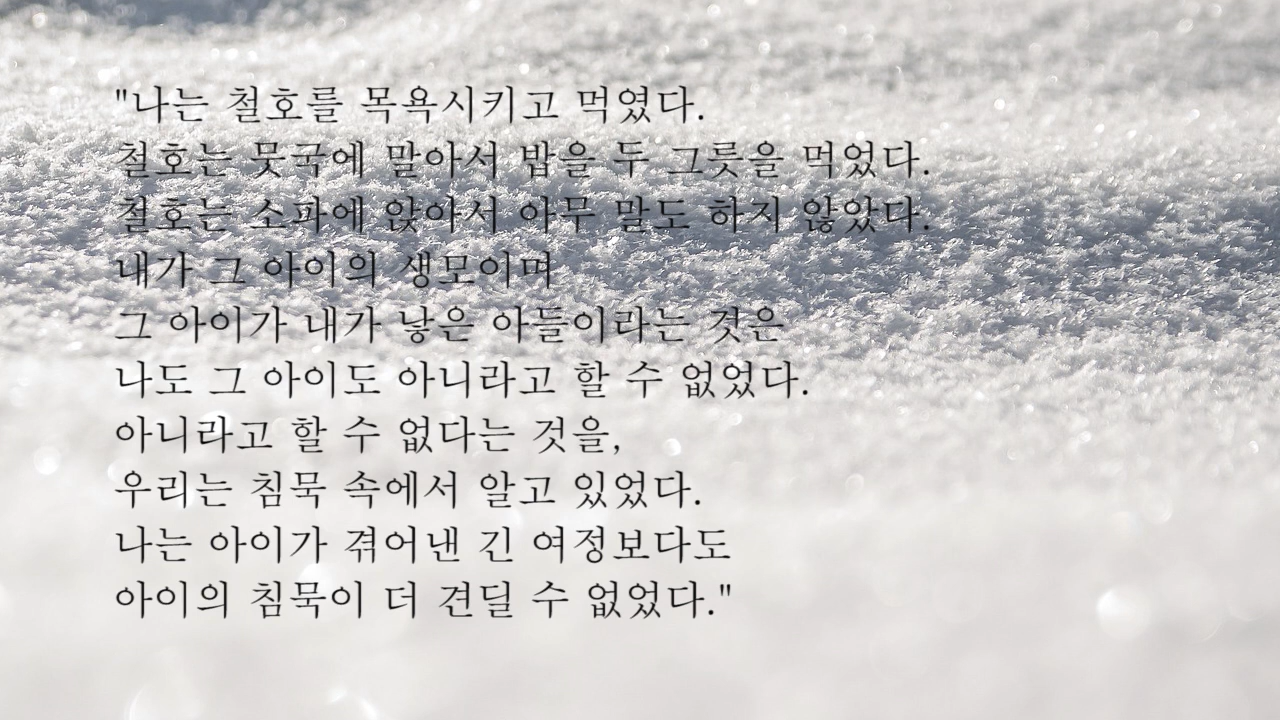 "나는 철호를 목욕시키고 먹였다.
철호는 뭇국에 말아서 밥을 두 그릇을 먹었다.
철호는 소파에 앉아서 아무 말도 하지 않았다.
내가 그 아이의 생모이며
그 아이가 내가 낳은 아들이라는 것은
나도 그 아이도 아니라고 할 수 없었다.
아니라고 할 수 없다는 것을,
우리는 침묵 속에서 알고 있었다.
나는 아이가 겪어낸 긴 여정보다도
아이의 침묵이 더 견딜 수 없었다."